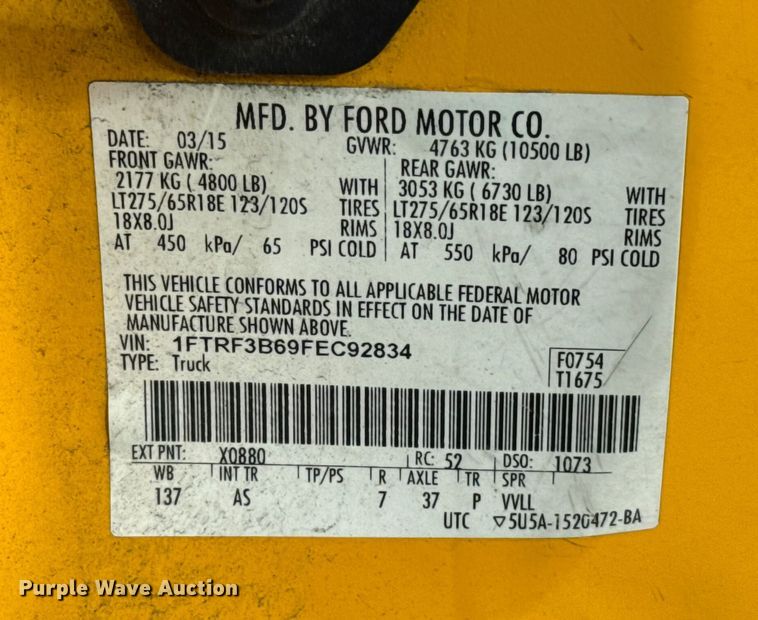 MFD. BY FORD MOTOR CO.
DATE: 03/15 GVWR: 4763 KG (10500 LB)
FRONT GAWR: REAR GAWR:
2177 KG ( 4800 LB) WITH 3053 KG ( 6730 LB) WITH
LT275/65R18E 123/120S TIRES LT275/65R18E 123/120S TIRES
18X8.0J RIMS 18X8.0J RIMS
AT 450 kPa/ 65 PSI COLD AT 550 kPa/ 80 PSI COLD
THIS VEHICLE CONFORMS TO ALL APPLICABLE FEDERAL MOTOR
VEHICLE SAFETY STANDARDS IN EFFECT ON THE DATE OF
MANUFACTURE SHOWN ABOVE.
VIN: 1FTRF3B69FEC92834 F0754
TYPE: Truck T1675
EXT PNT: X0880 RC: 52 DSO: 1073
WB INT TR TP/PS R AXLE TR SPR
137 AS 7 37 P VVLL
UTC ▽5U5A-1520472-BA
Purple Wave Auction